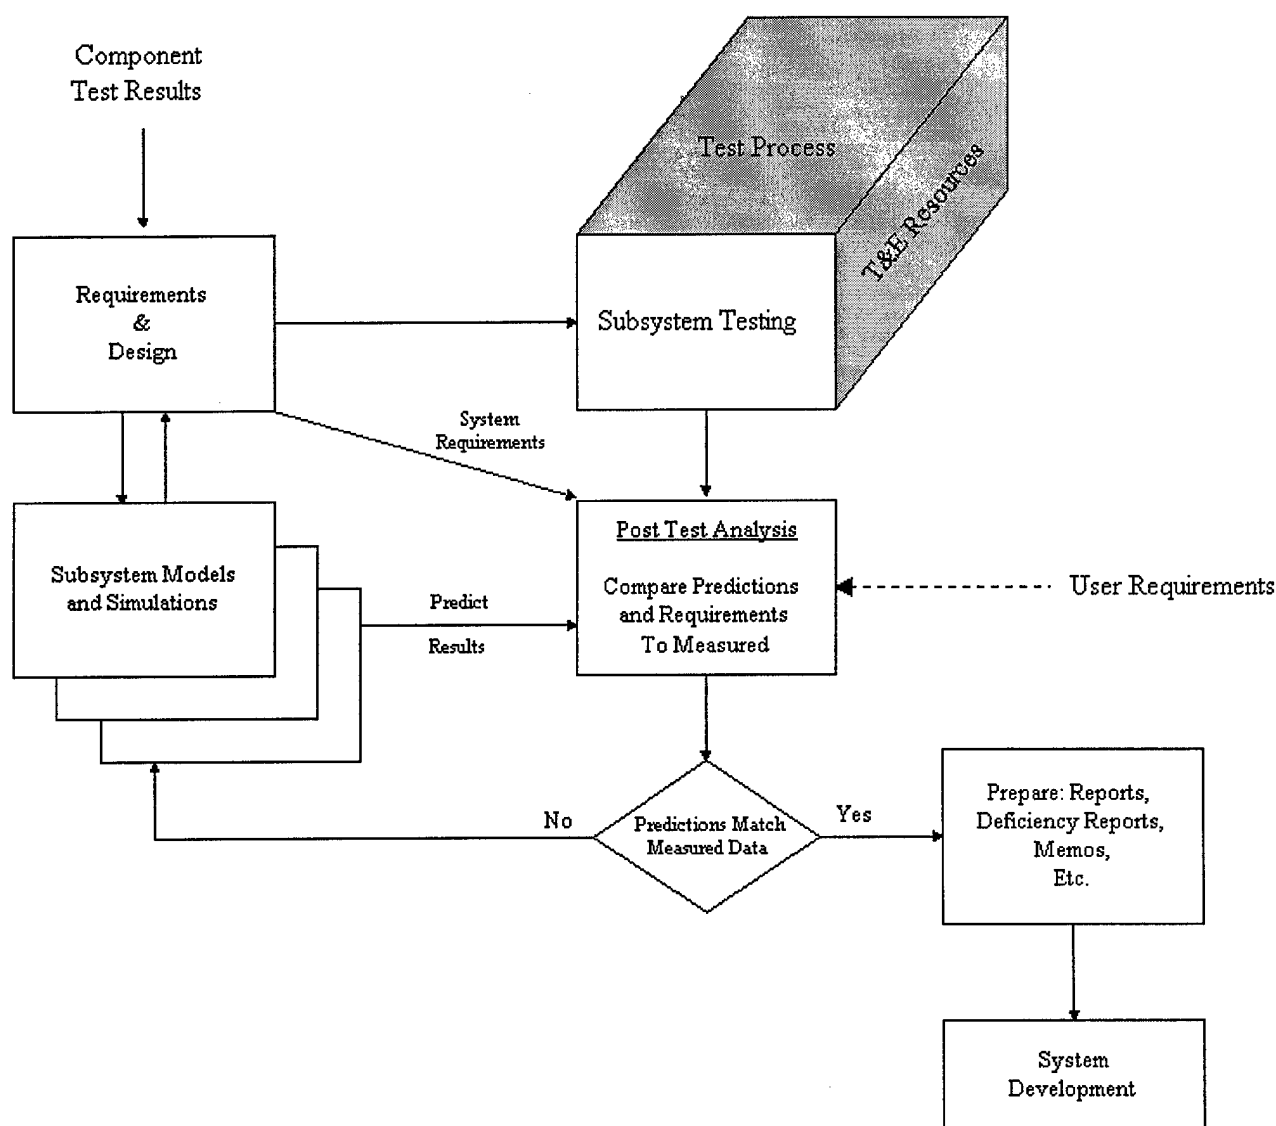 Component
Test Results
Test Process
T&E Resources
Requirements
&
Design
Subsystem Testing
System
Requirements
Post Test Analysis
Compare Predictions
and Requirements
To Measured
User Requirements
Subsystem Models
and Simulations
Predict
Results
No
Predictions Match
Measured Data
Yes
Prepare: Reports,
Deficiency Reports,
Memos,
Etc.
System
Development